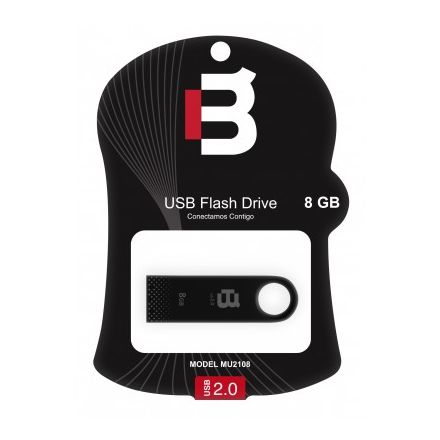 B
USB Flash Drive
8 GB
Conectamos Contigo
8GB
B
MODEL MU2108
USB 2.0